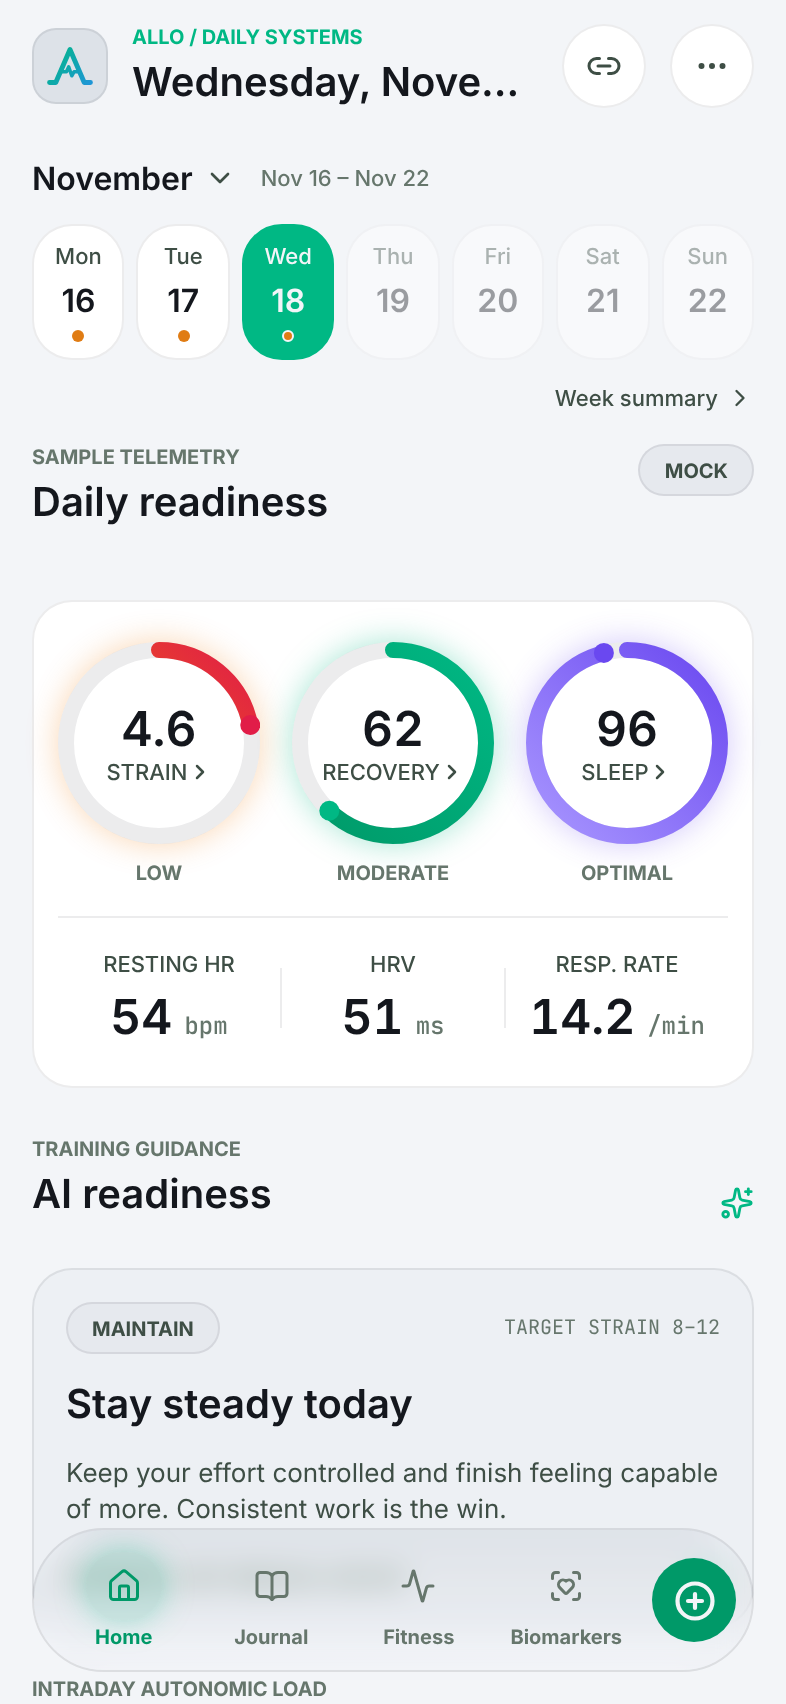 ALLO / DAILY SYSTEMS
Wednesday, Nove...
November
Nov 16 – Nov 22
Mon Tue Wed Thu Fri Sat Sun
16 17 18 19 20 21 22
Week summary
SAMPLE TELEMETRY
MOCK
Daily readiness
4.6 62 96
STRAIN RECOVERY SLEEP
LOW MODERATE OPTIMAL
RESTING HR HRV RESP. RATE
54 bpm 51 ms 14.2 /min
TRAINING GUIDANCE
AI readiness
MAINTAIN
TARGET STRAIN 8–12
Stay steady today
Keep your effort controlled and finish feeling capable
of more. Consistent work is the win.
Home Journal Fitness Biomarkers
INTRADAY AUTONOMIC LOAD